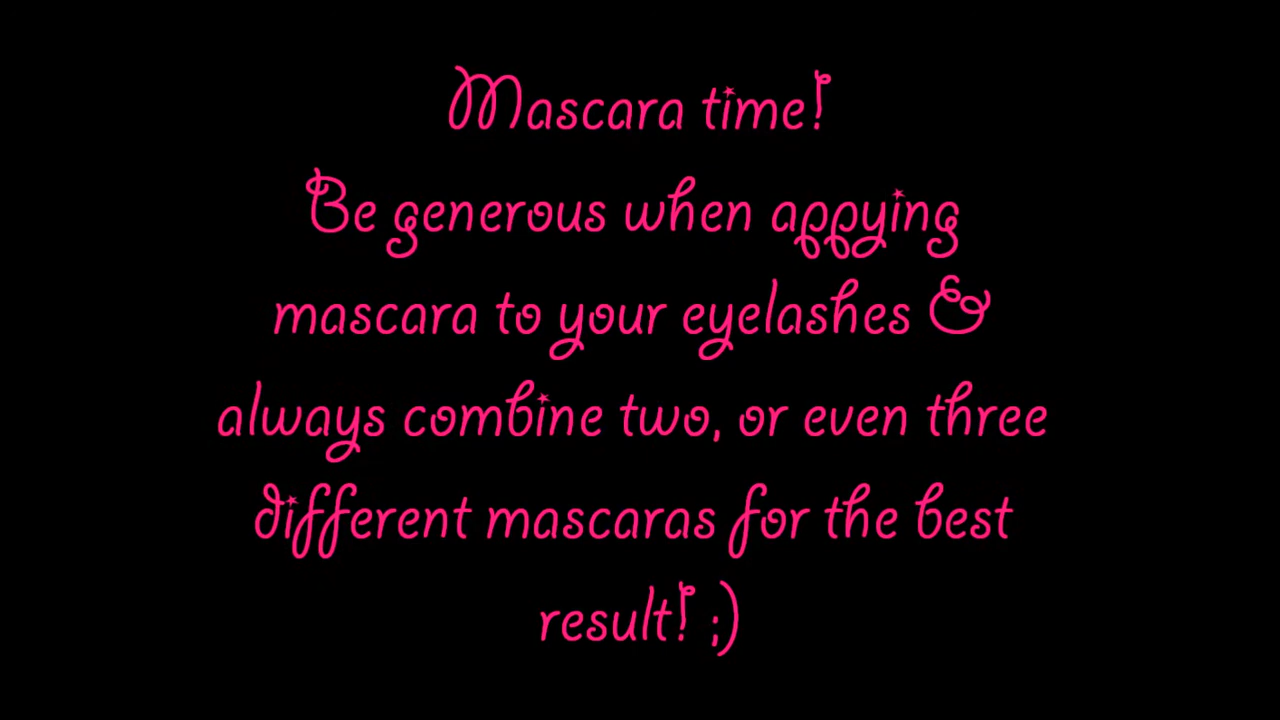 Mascara time!
Be generous when appying
mascara to your eyelashes &
always combine two, or even three
different mascaras for the best
result! ;)